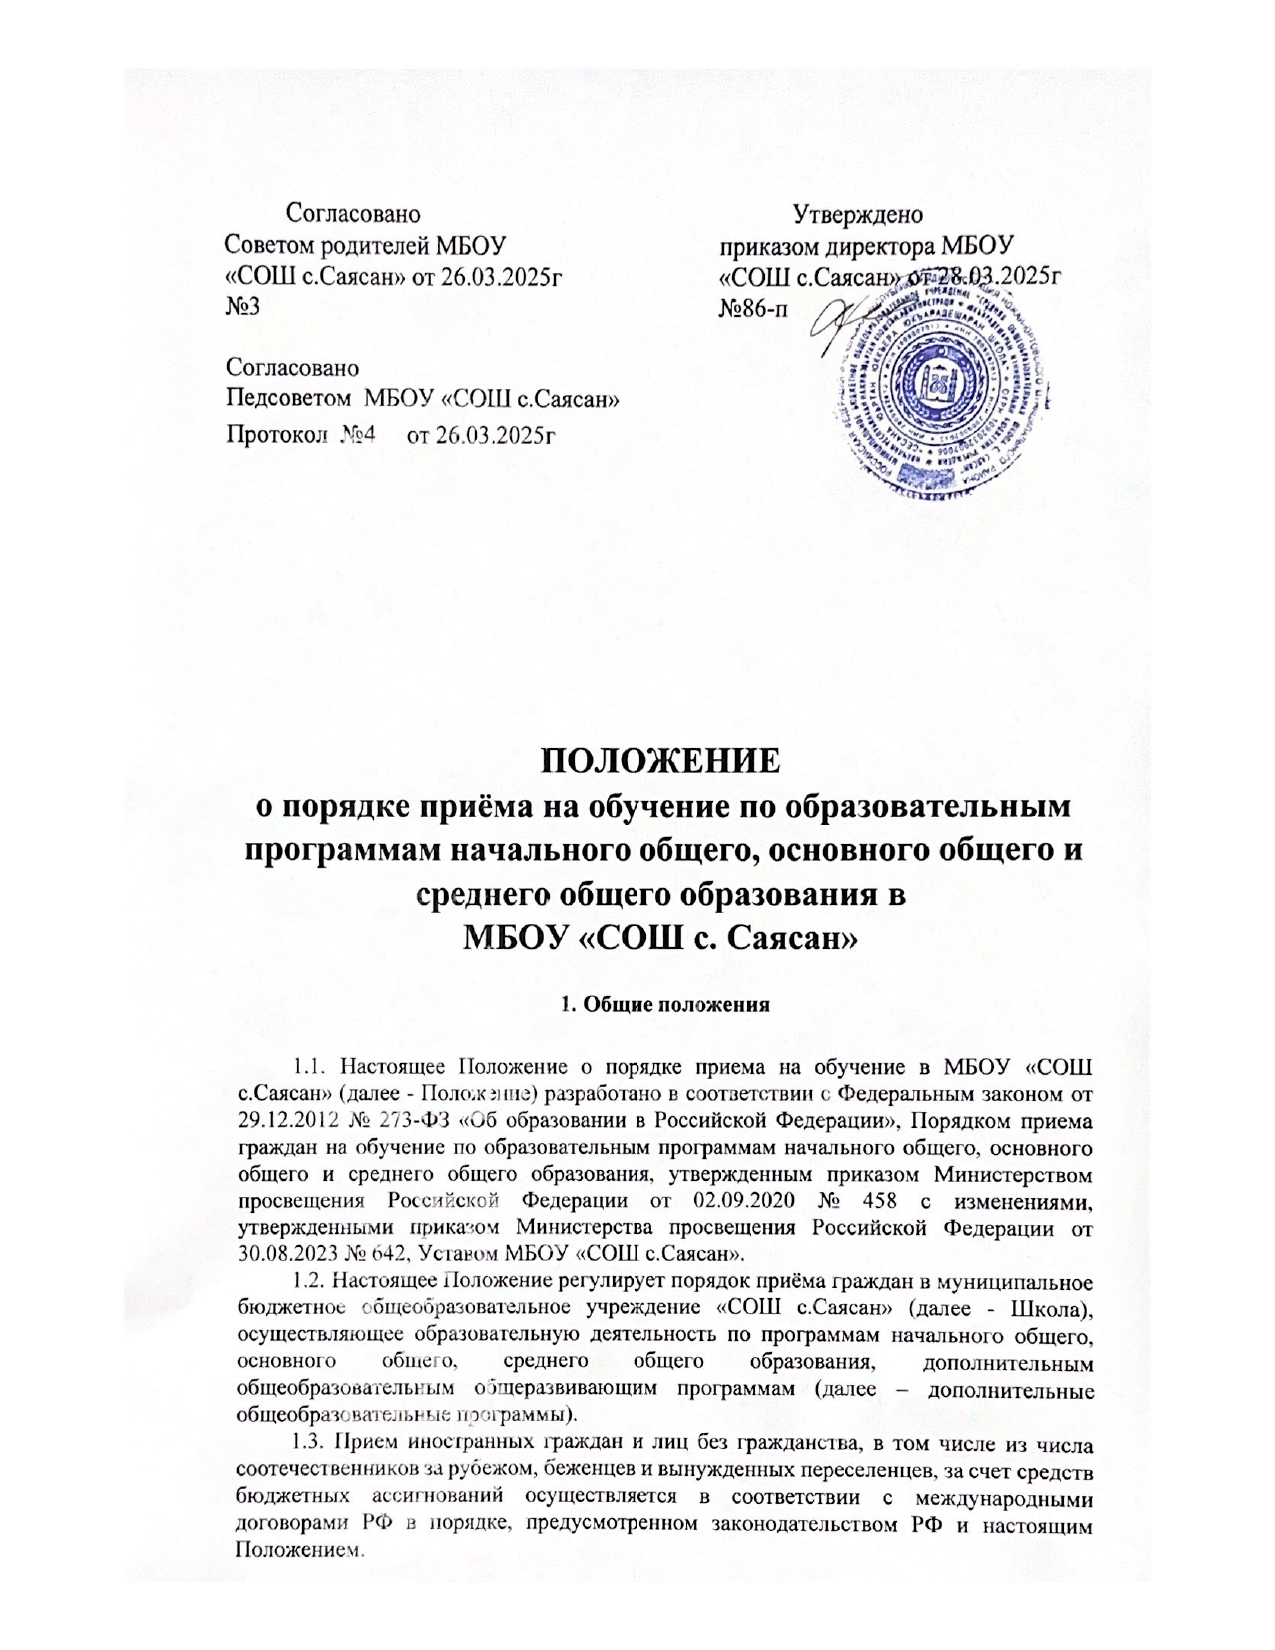 Согласовано
Советом родителей МБОУ
«СОШ с.Саясан» от 26.03.2025г
№3
Согласовано
Педсоветом МБОУ «СОШ с.Саясан»
Протокол №4 от 26.03.2025г
Утверждено
приказом директора МБОУ
«СОШ с.Саясан» от 28.03.2025г
№86-п
ПОЛОЖЕНИЕ
о порядке приёма на обучение по образовательным
программам начального общего, основного общего и
среднего общего образования в
МБОУ «СОШ с. Саясан»
1. Общие положения
1.1. Настоящее Положение о порядке приема на обучение в МБОУ «СОШ
с.Саясан» (далее - Положение) разработано в соответствии с Федеральным законом от
29.12.2012 № 273-ФЗ «Об образовании в Российской Федерации», Порядком приема
граждан на обучение по образовательным программам начального общего, основного
общего и среднего общего образования, утвержденным приказом Министерством
просвещения Российской Федерации от 02.09.2020 № 458 с изменениями,
утвержденными приказом Министерства просвещения Российской Федерации от
30.08.2023 № 642, Уставом МБОУ «СОШ с.Саясан».
1.2. Настоящее Положение регулирует порядок приёма граждан в муниципальное
бюджетное общеобразовательное учреждение «СОШ с.Саясан» (далее - Школа),
осуществляющее образовательную деятельность по программам начального общего,
основного общего, среднего общего образования, дополнительным
общеобразовательным общеразвивающим программам (далее – дополнительные
общеобразовательные программы).
1.3. Прием иностранных граждан и лиц без гражданства, в том числе из числа
соотечественников за рубежом, беженцев и вынужденных переселенцев, за счет средств
бюджетных ассигнований осуществляется в соответствии с международными
договорами РФ в порядке, предусмотренном законодательством РФ и настоящим
Положением.